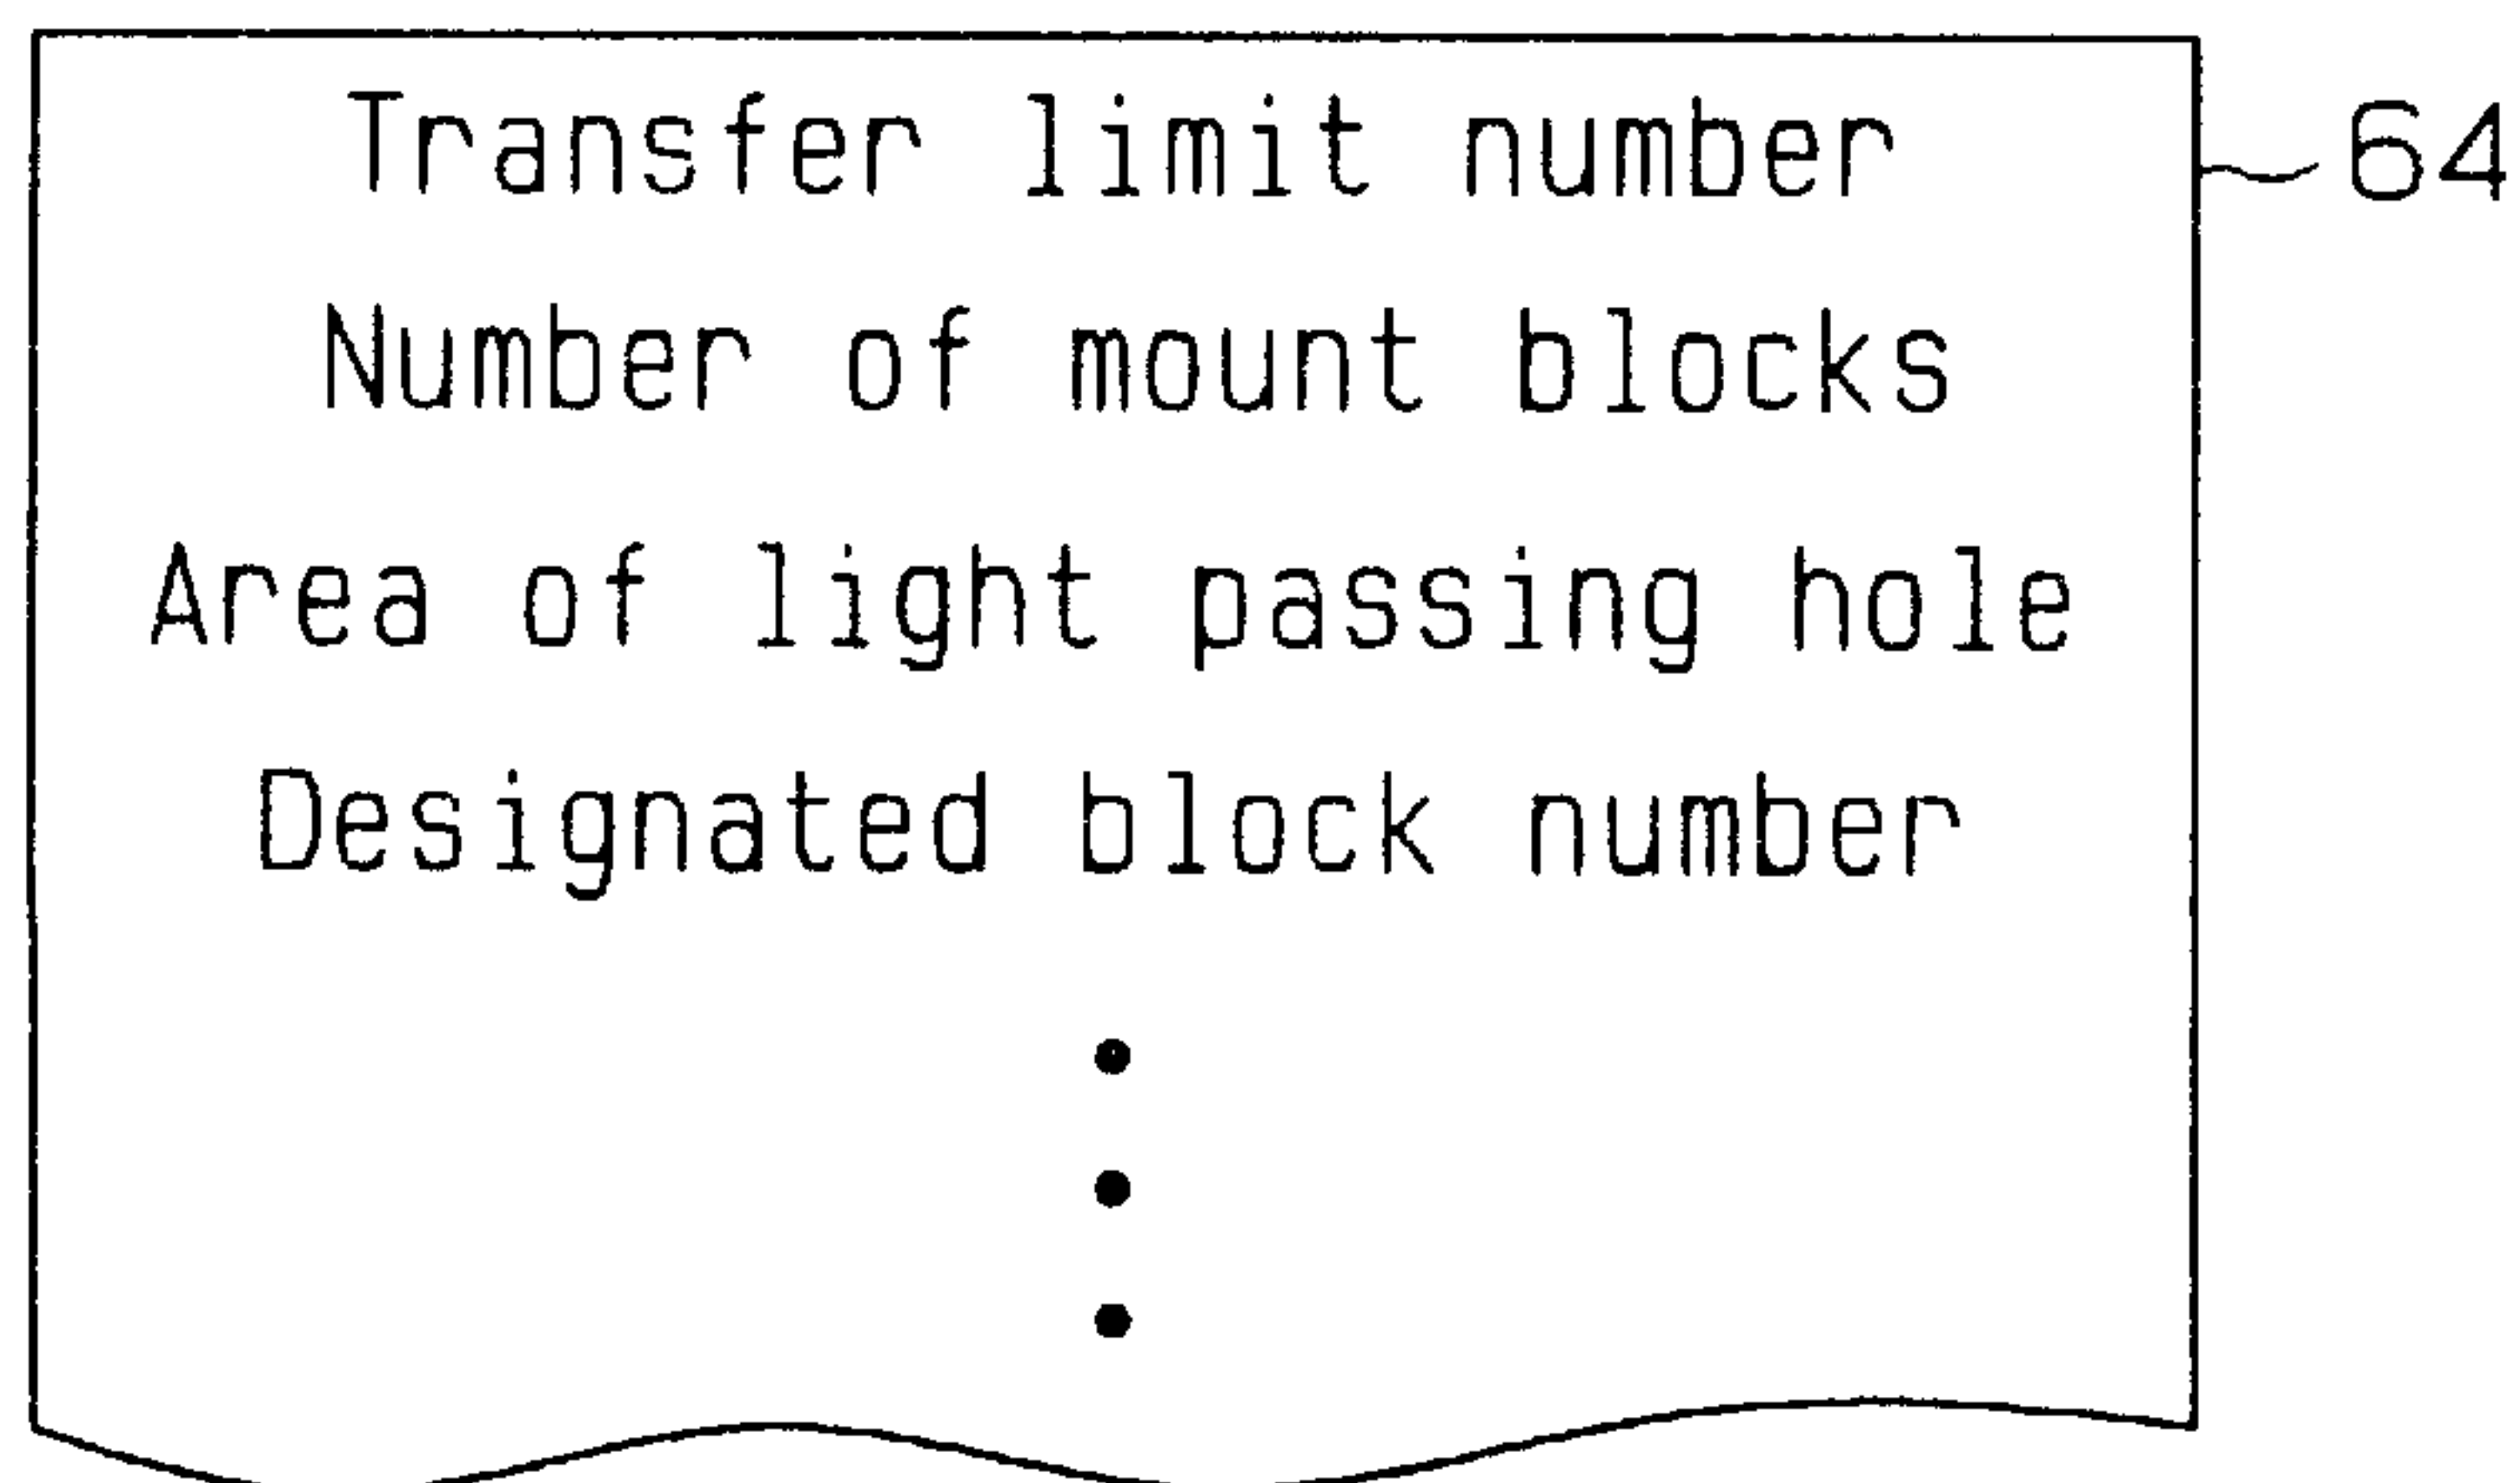 Transfer limit number
64
Number of mount blocks
Area of light passing hole
Designated block number